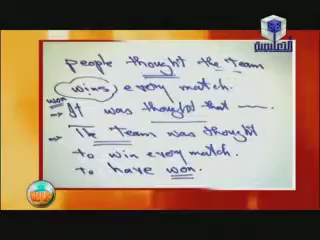 التعليمية
people thought the team
wins every match.
won
⇒ It was thought that
⇒ The Team was thought
to win every match.
to have won.